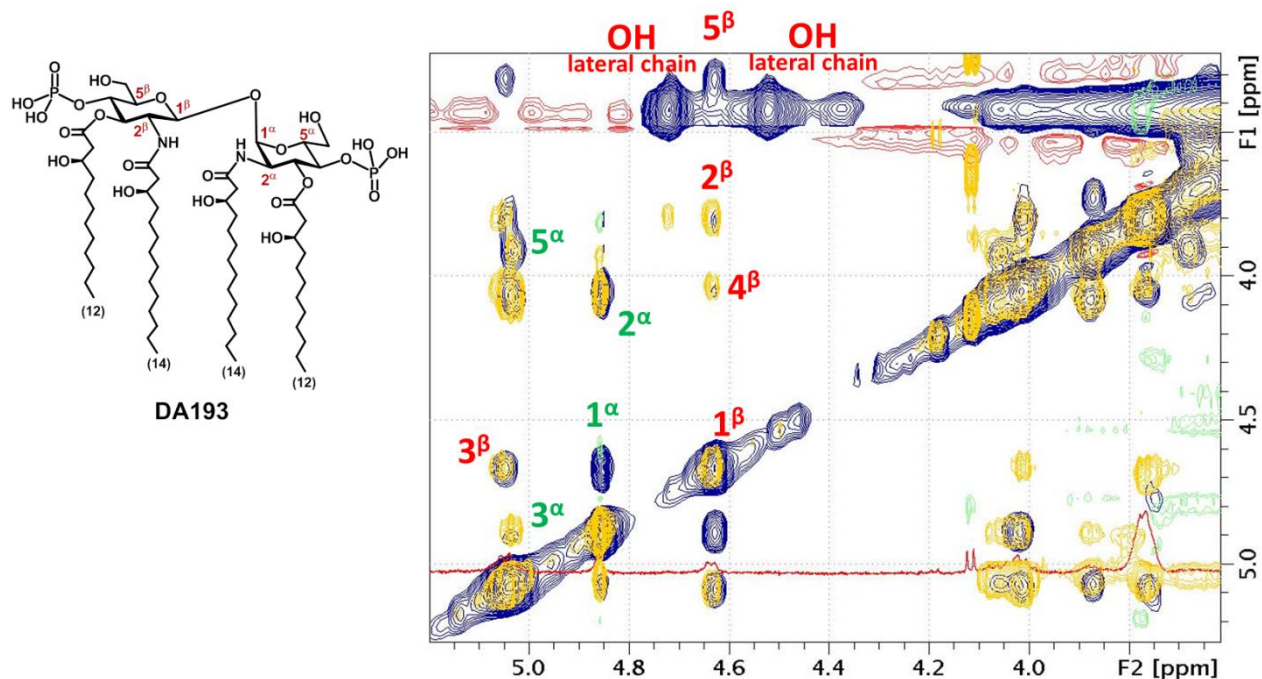 OH 5β OH
lateral chain lateral chain
HO
O
HO P O
OH
5β
O
1β
O
O
HO
O
O
2β
NH
1α
5α
O OH
O P
OH
O
HO
O
HO
O
NH
2α
O
O
HO
HO
(12)
(14)
(14)
(12)
DA193
2β
5α
4β
2α
1α
1β
3β
3α
F1 [ppm]
4.0
4.5
5.0
5.0 4.8 4.6 4.4 4.2 4.0 F2 [ppm]